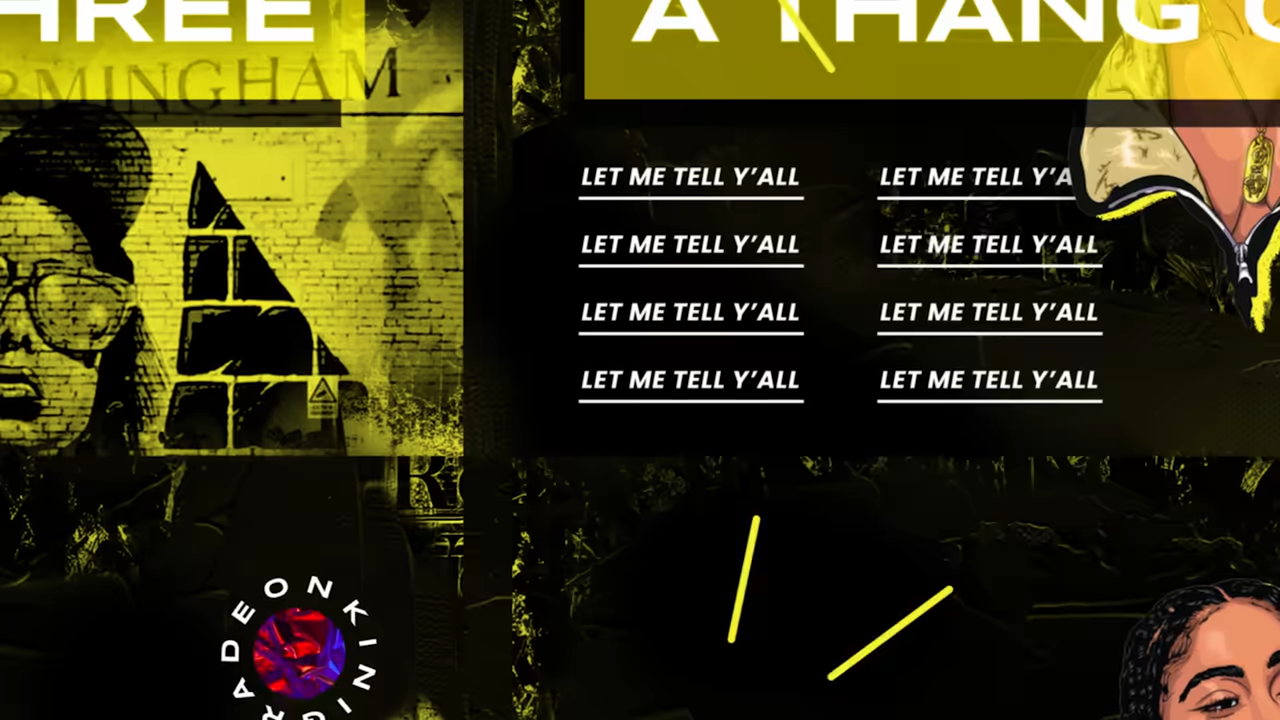 HREE
A THANG
RMINGHAM
LET ME TELL Y’ALL LET ME TELL Y’A
LET ME TELL Y’ALL LET ME TELL Y’ALL
LET ME TELL Y’ALL LET ME TELL Y’ALL
LET ME TELL Y’ALL LET ME TELL Y’ALL
DEONKINIGRA